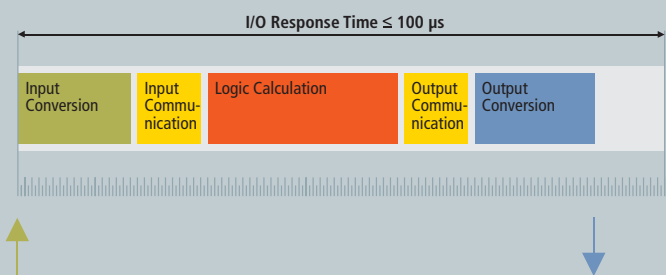 I/O Response Time ≤ 100 µs
Input
Conversion
Input
Commu-
nication
Logic Calculation
Output
Commu-
nication
Output
Conversion